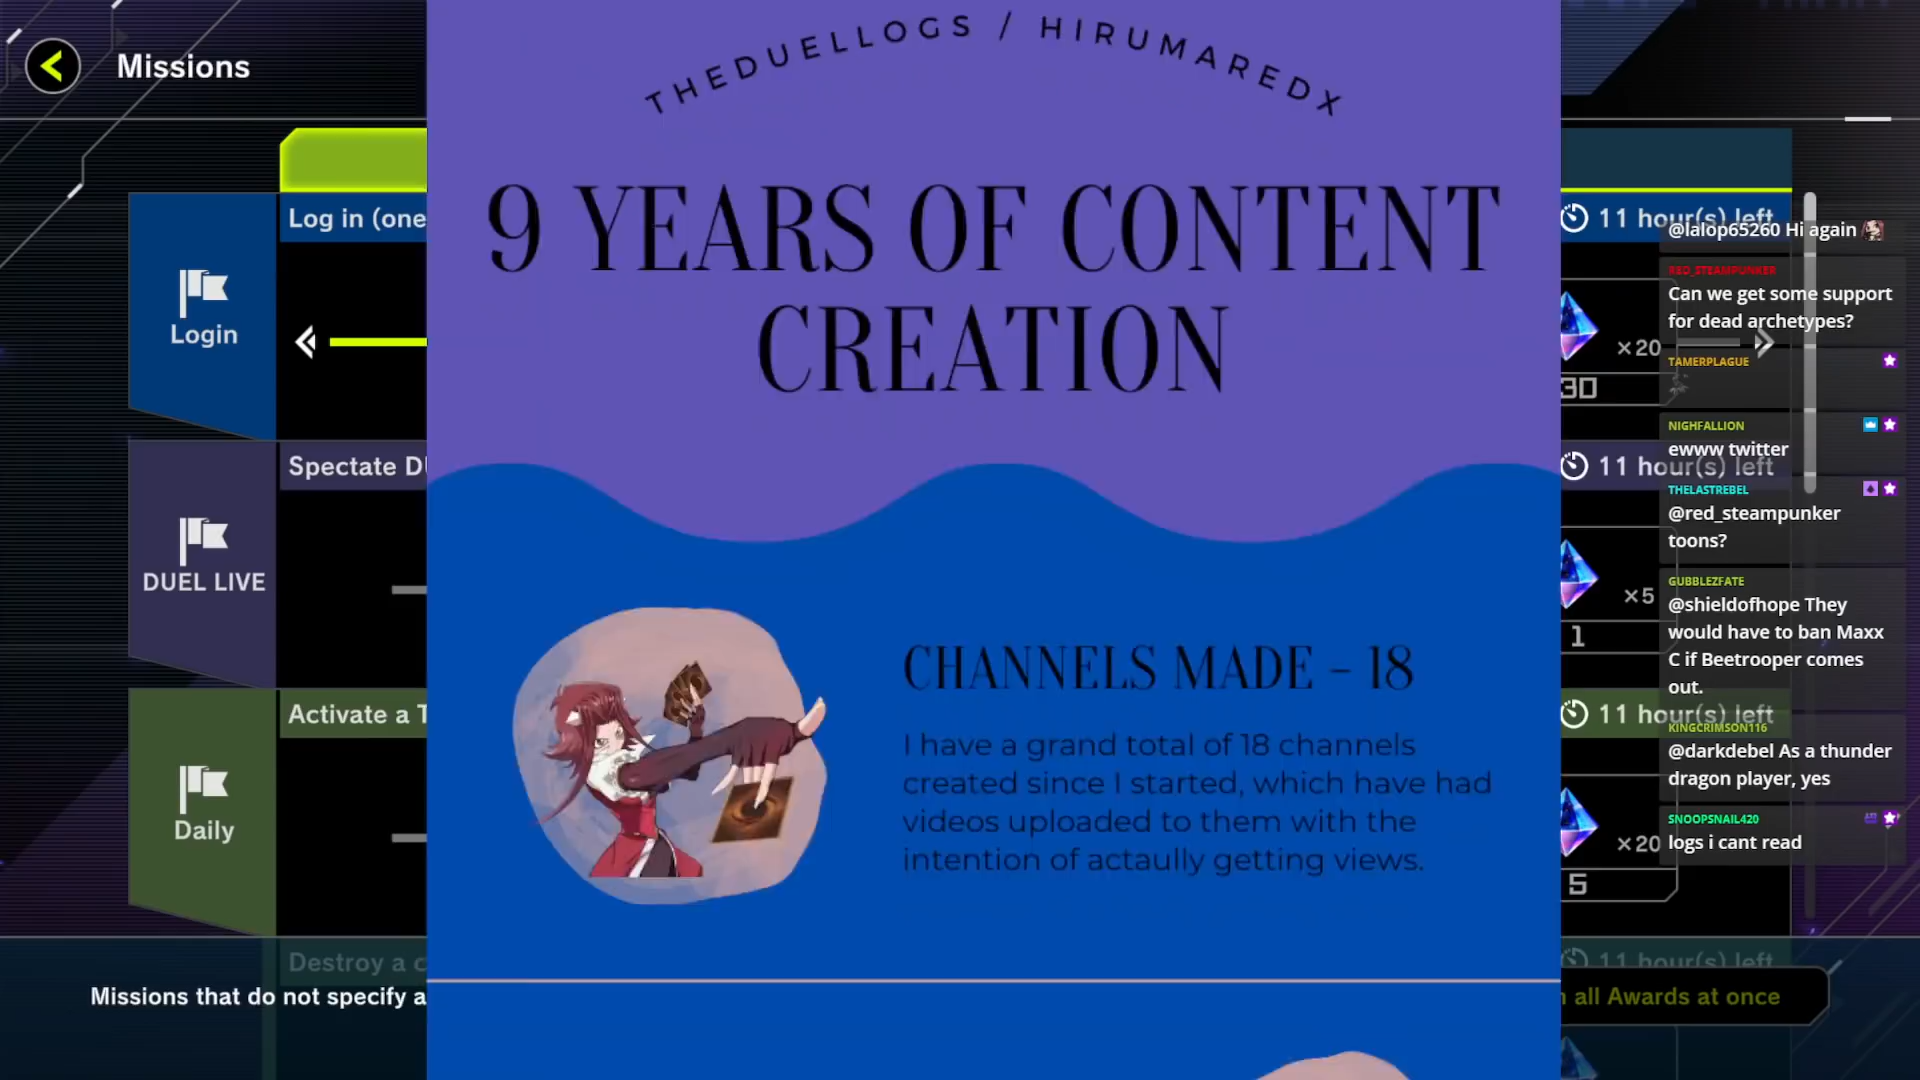 Missions
THEDUELLOGS / HIRUMAREDX
9 YEARS OF CONTENT
CREATION
Log in (one
Login
Spectate D
DUEL LIVE
Activate a T
Daily
Destroy a c
Missions that do not specify a
CHANNELS MADE - 18
I have a grand total of 18 channels
created since I started, which have had
videos uploaded to them with the
intention of actaully getting views.
11 hour(s) left
×20
30
11 hour(s) left
×5
1
11 hour(s) left
×20
5
11 hour(s) left
all Awards at once
@lalop65260 Hi again
RED_STEAMPUNKER
Can we get some support
for dead archetypes?
TAMERPLAGUE
NIGHFALLION
ewww twitter
THELASTREBEL
@red_steampunker
toons?
GUBBLEZFATE
@shieldofhope They
would have to ban Maxx
C if Beetrooper comes
out.
KINGCRIMSON116
@darkdebel As a thunder
dragon player, yes
SNOOPSNAIL420
logs i cant read